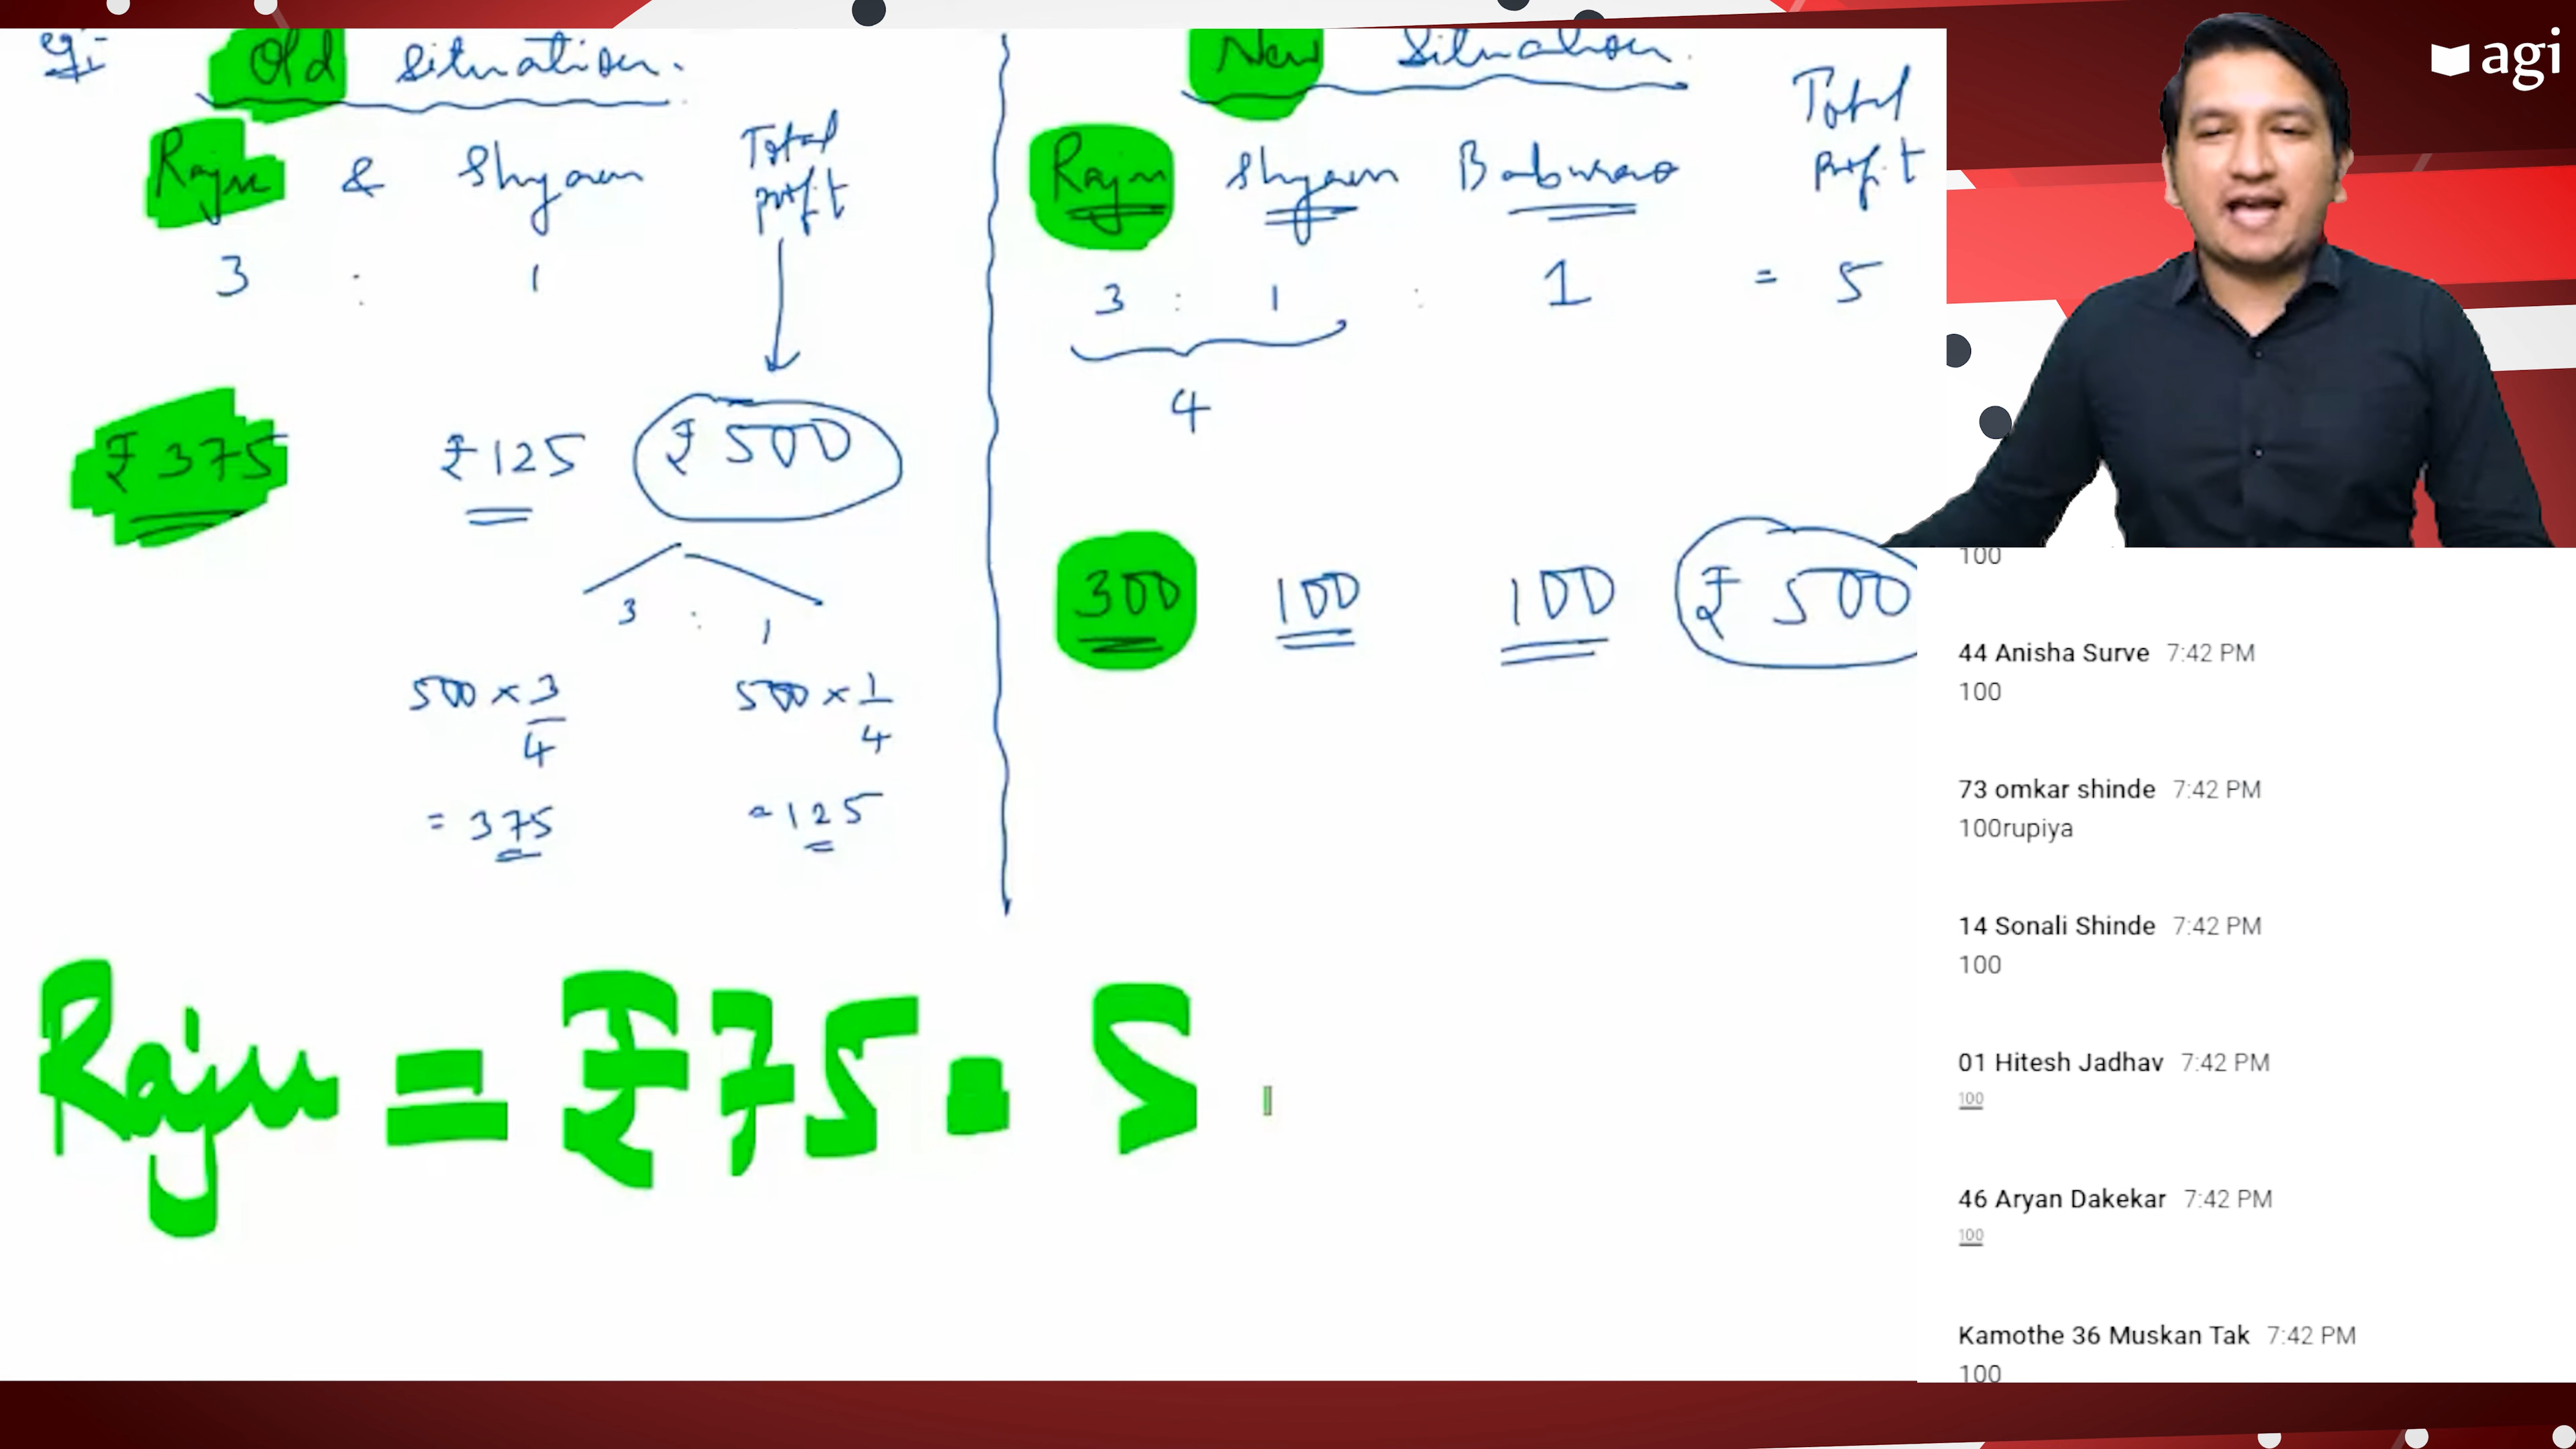 eg:-
Old Situation.
Raju & Shyam
Total profit
3 : 1
₹ 375 ₹125 ₹ 500
3 : 1
500 × 3/4 500 × 1/4
= 375 = 125
New Situation.
Raju Shyam Baburao
Total profit
3 : 1 : 1 = 5
4
300 100 100 ₹ 500
Raju = ₹75. S
agi
100
44 Anisha Surve 7:42 PM
100
73 omkar shinde 7:42 PM
100rupiya
14 Sonali Shinde 7:42 PM
100
01 Hitesh Jadhav 7:42 PM
100
46 Aryan Dakekar 7:42 PM
100
Kamothe 36 Muskan Tak 7:42 PM
100